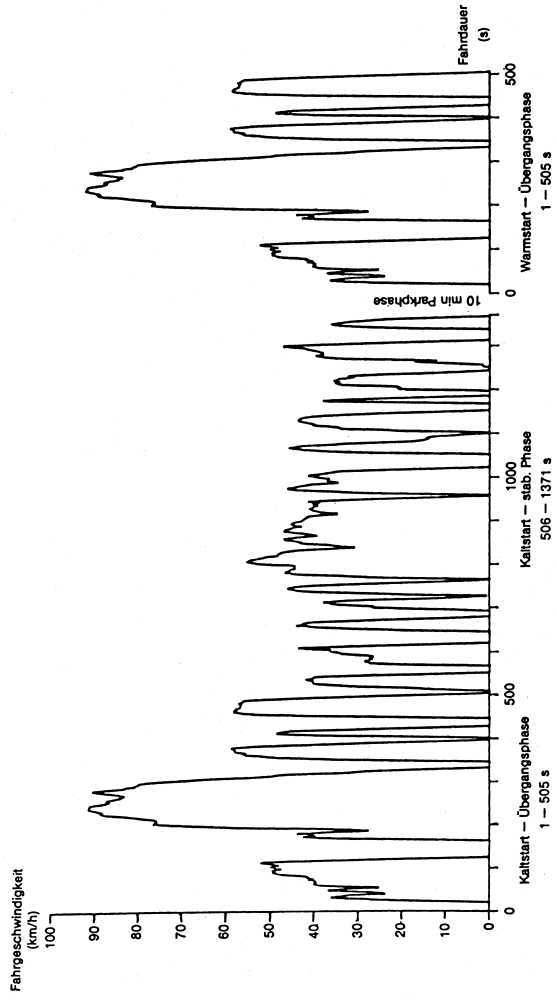 Fahrgeschwindigkeit
(km/h)
100
90
80
70
60
50
40
30
20
10
0
0
500
1000
0
500
Fahrdauer
(s)
10 min Parkphase
Kaltstart – Übergangsphase
1 – 505 s
Kaltstart – stab. Phase
506 – 1371 s
Warmstart – Übergangsphase
1 – 505 s